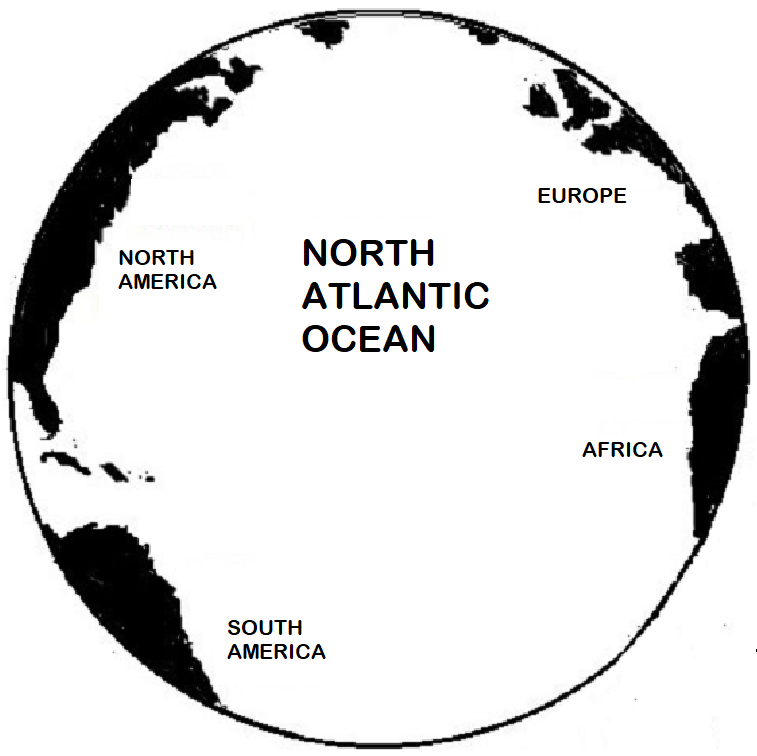 EUROPE
NORTH
AMERICA
NORTH
ATLANTIC
OCEAN
AFRICA
SOUTH
AMERICA